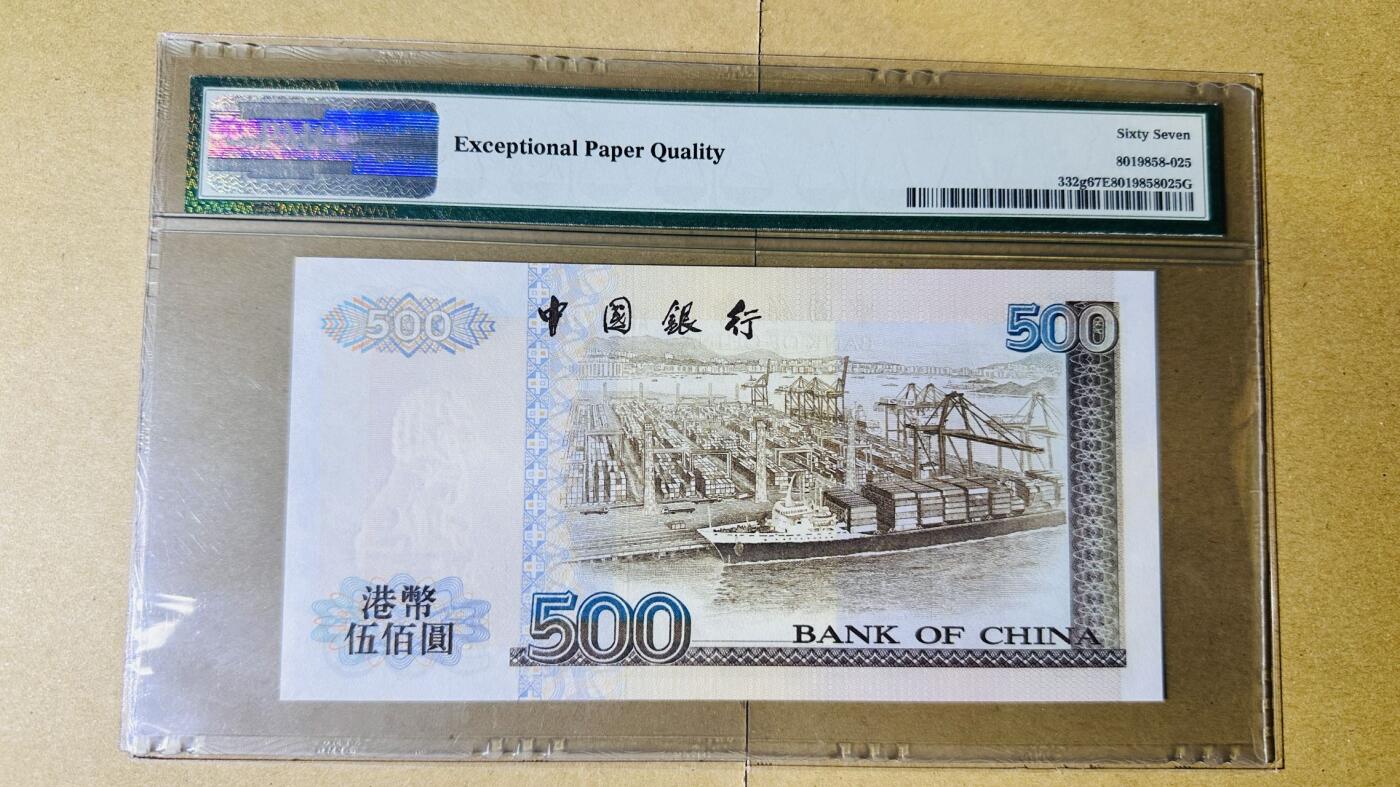 Exceptional Paper Quality
Sixty Seven
8019858-025
332g67E8019858025G
500
中國銀行
500
港幣
伍佰圓
500
BANK OF CHINA